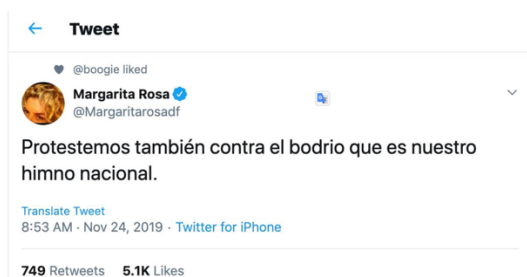 Tweet
@boogie liked
Margarita Rosa
@Margaritarosadf
Protestemos también contra el bodrio que es nuestro
himno nacional.
Translate Tweet
8:53 AM · Nov 24, 2019 · Twitter for iPhone
749 Retweets 5.1K Likes